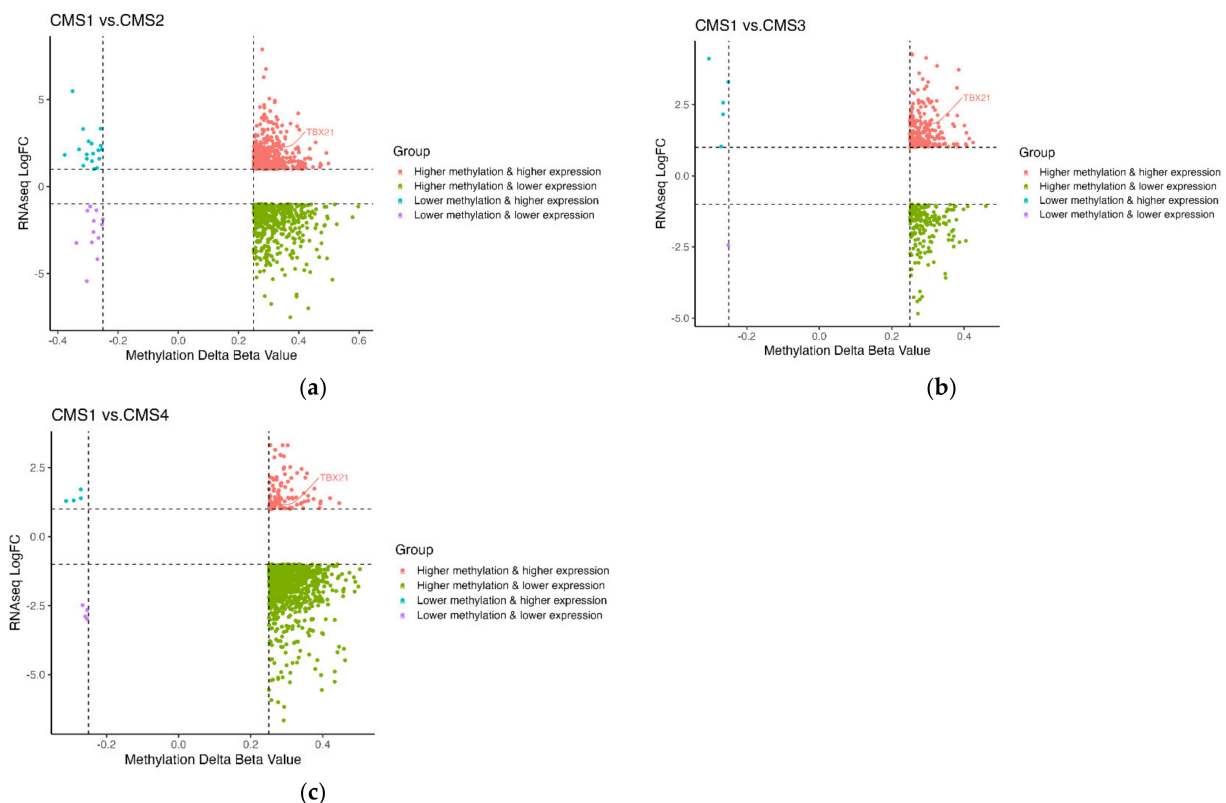 CMS1 vs.CMS2
5
0
-5
RNAseq LogFC
TBX21
-0.4 -0.2 0.0 0.2 0.4 0.6
Methylation Delta Beta Value
Group
Higher methylation & higher expression
Higher methylation & lower expression
Lower methylation & higher expression
Lower methylation & lower expression
(a)
CMS1 vs.CMS3
2.5
0.0
-2.5
-5.0
RNAseq LogFC
TBX21
-0.2 0.0 0.2 0.4
Methylation Delta Beta Value
Group
Higher methylation & higher expression
Higher methylation & lower expression
Lower methylation & higher expression
Lower methylation & lower expression
(b)
CMS1 vs.CMS4
2.5
0.0
-2.5
-5.0
RNAseq LogFC
TBX21
-0.2 0.0 0.2 0.4
Methylation Delta Beta Value
Group
Higher methylation & higher expression
Higher methylation & lower expression
Lower methylation & higher expression
Lower methylation & lower expression
(c)